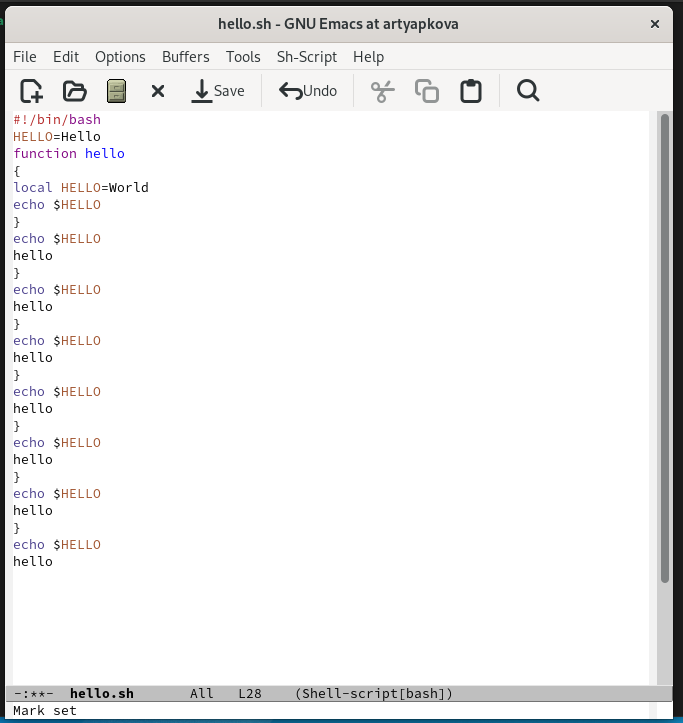 hello.sh - GNU Emacs at artyapkova
File Edit Options Buffers Tools Sh-Script Help
Save Undo
#!/bin/bash
HELLO=Hello
function hello
{
local HELLO=World
echo $HELLO
}
echo $HELLO
hello
}
echo $HELLO
hello
}
echo $HELLO
hello
}
echo $HELLO
hello
}
echo $HELLO
hello
}
echo $HELLO
hello
}
echo $HELLO
hello
-:**- hello.sh All L28 (Shell-script[bash])
Mark set